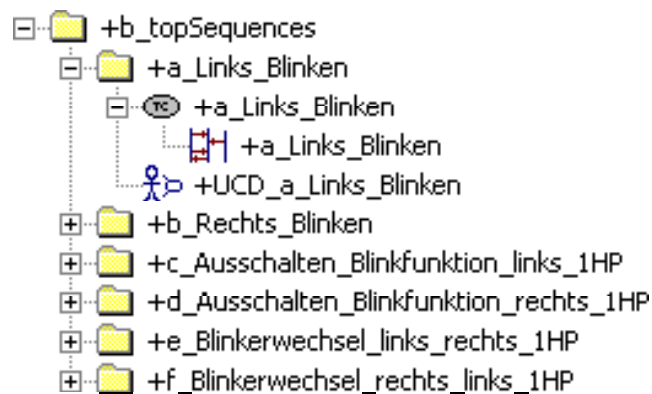 +b_topSequences
+a_Links_Blinken
TC +a_Links_Blinken
+a_Links_Blinken
+UCD_a_Links_Blinken
+b_Rechts_Blinken
+c_Ausschalten_Blinkfunktion_links_1HP
+d_Ausschalten_Blinkfunktion_rechts_1HP
+e_Blinkerwechsel_links_rechts_1HP
+f_Blinkerwechsel_rechts_links_1HP